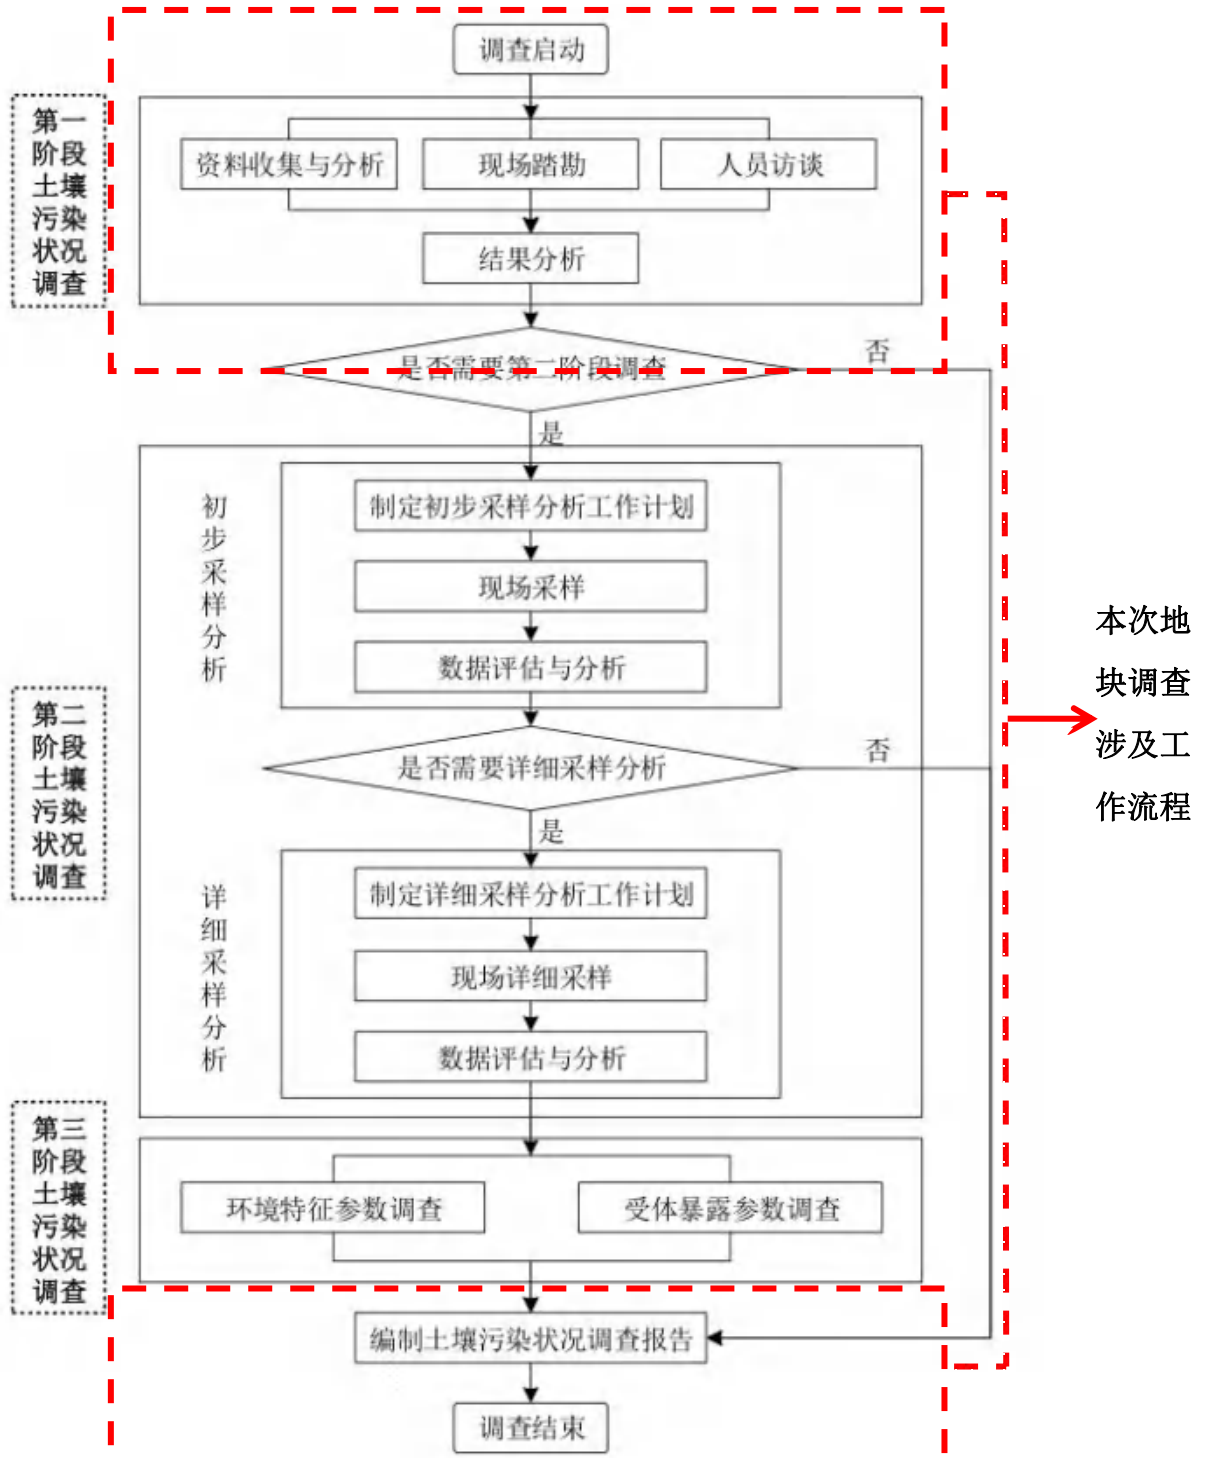 调查启动
第一
阶段
土壤
污染
状况
调查
资料收集与分析
现场踏勘
人员访谈
结果分析
是否需要第二阶段调查
否
是
初
步
采
样
分
析
制定初步采样分析工作计划
现场采样
数据评估与分析
本次地
块调查
涉及工
作流程
第二
阶段
土壤
污染
状况
调查
是否需要详细采样分析
否
是
详
细
采
样
分
析
制定详细采样分析工作计划
现场详细采样
数据评估与分析
第三
阶段
土壤
污染
状况
调查
环境特征参数调查
受体暴露参数调查
编制土壤污染状况调查报告
调查结束